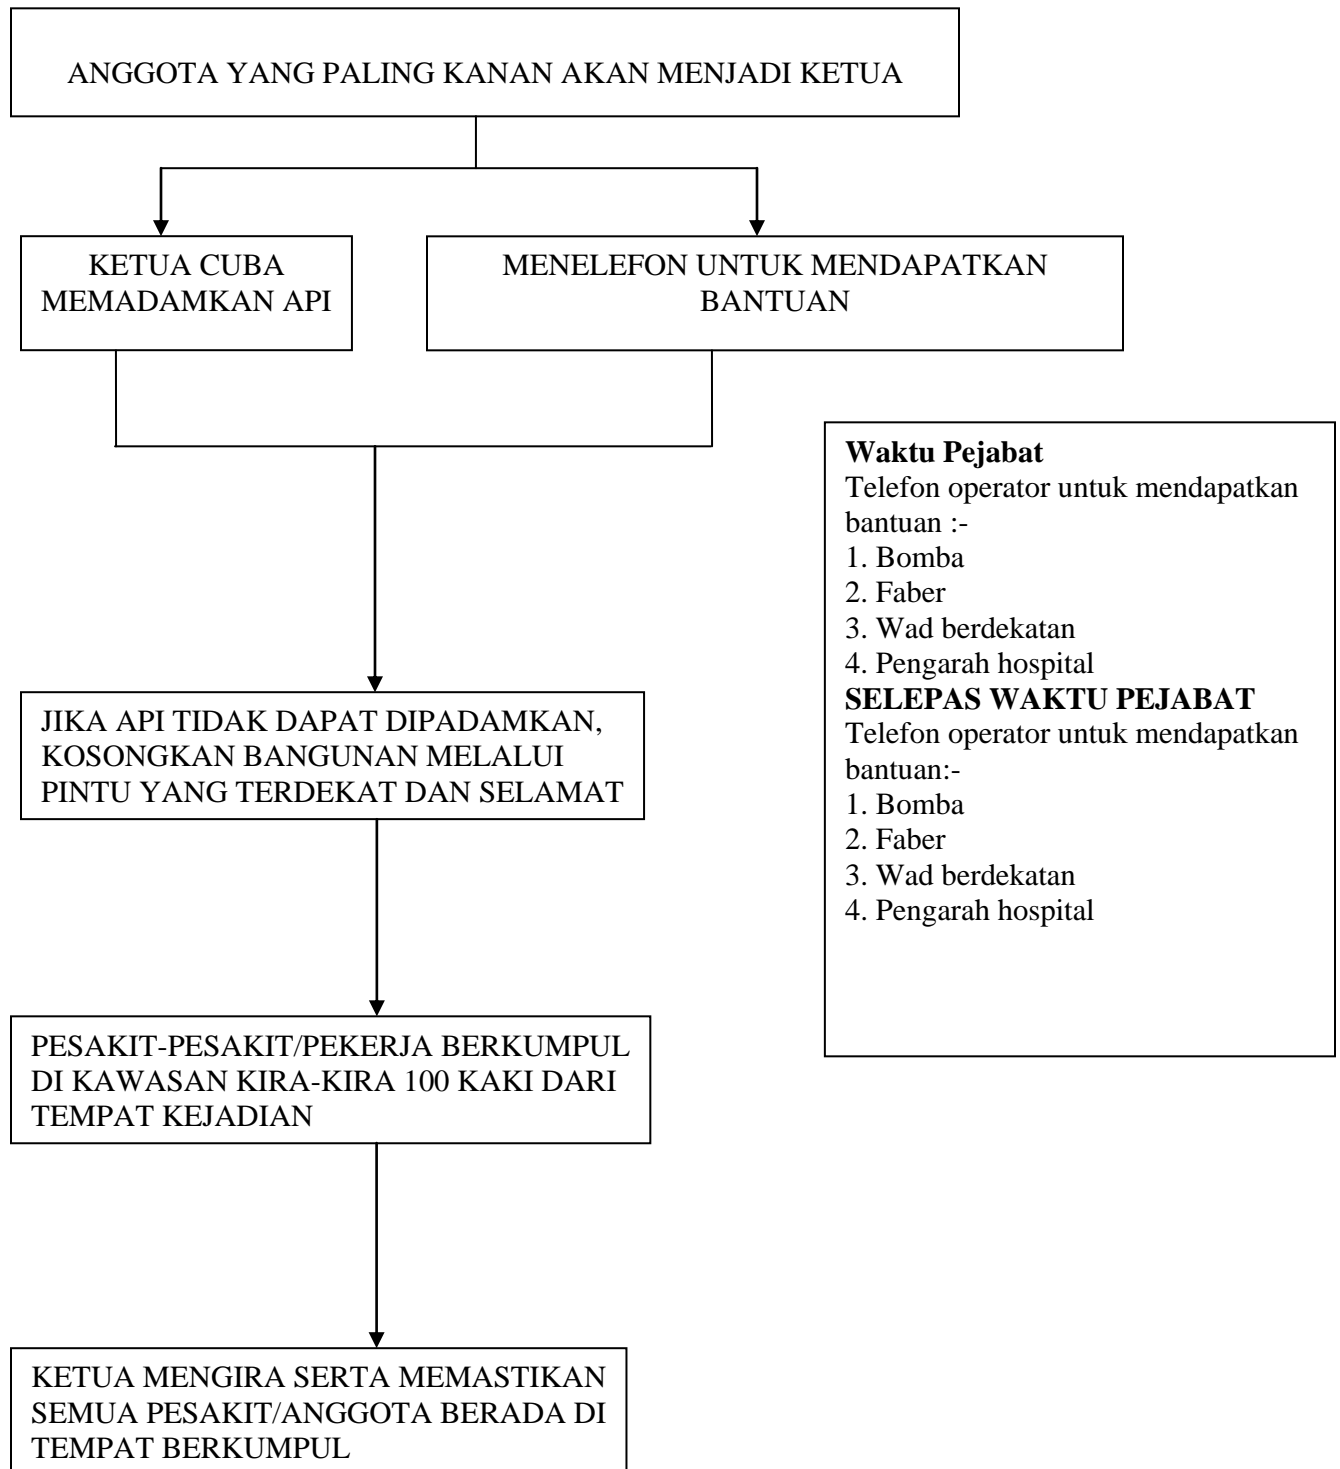 ANGGOTA YANG PALING KANAN AKAN MENJADI KETUA
KETUA CUBA
MEMADAMKAN API
MENELEFON UNTUK MENDAPATKAN
BANTUAN
Waktu Pejabat
Telefon operator untuk mendapatkan
bantuan :-
1. Bomba
2. Faber
3. Wad berdekatan
4. Pengarah hospital
SELEPAS WAKTU PEJABAT
Telefon operator untuk mendapatkan
bantuan:-
1. Bomba
2. Faber
3. Wad berdekatan
4. Pengarah hospital
JIKA API TIDAK DAPAT DIPADAMKAN,
KOSONGKAN BANGUNAN MELALUI
PINTU YANG TERDEKAT DAN SELAMAT
PESAKIT-PESAKIT/PEKERJA BERKUMPUL
DI KAWASAN KIRA-KIRA 100 KAKI DARI
TEMPAT KEJADIAN
KETUA MENGIRA SERTA MEMASTIKAN
SEMUA PESAKIT/ANGGOTA BERADA DI
TEMPAT BERKUMPUL